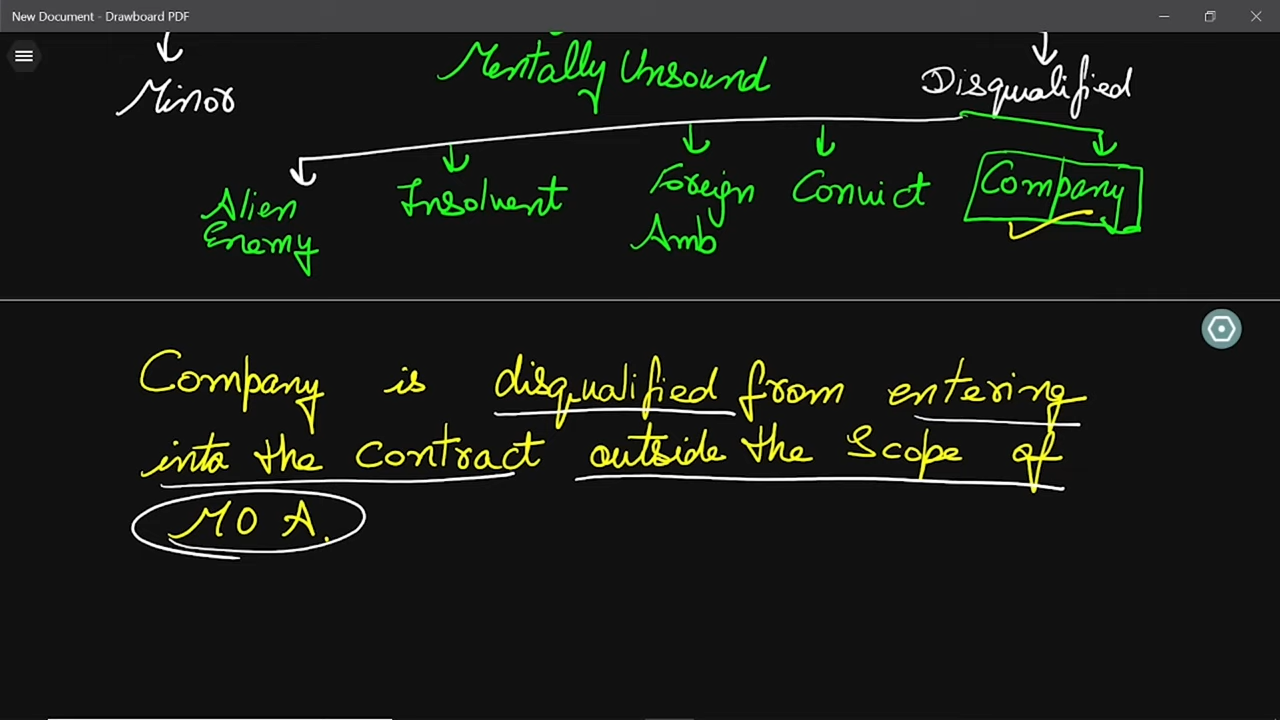 New Document - Drawboard PDF
Minor
Mentally Unsound
Disqualified
Alien
Enemy
Insolvent
Foreign
Amb
Convict
Company
Company is disqualified from entering
into the contract outside the Scope of
MOA.